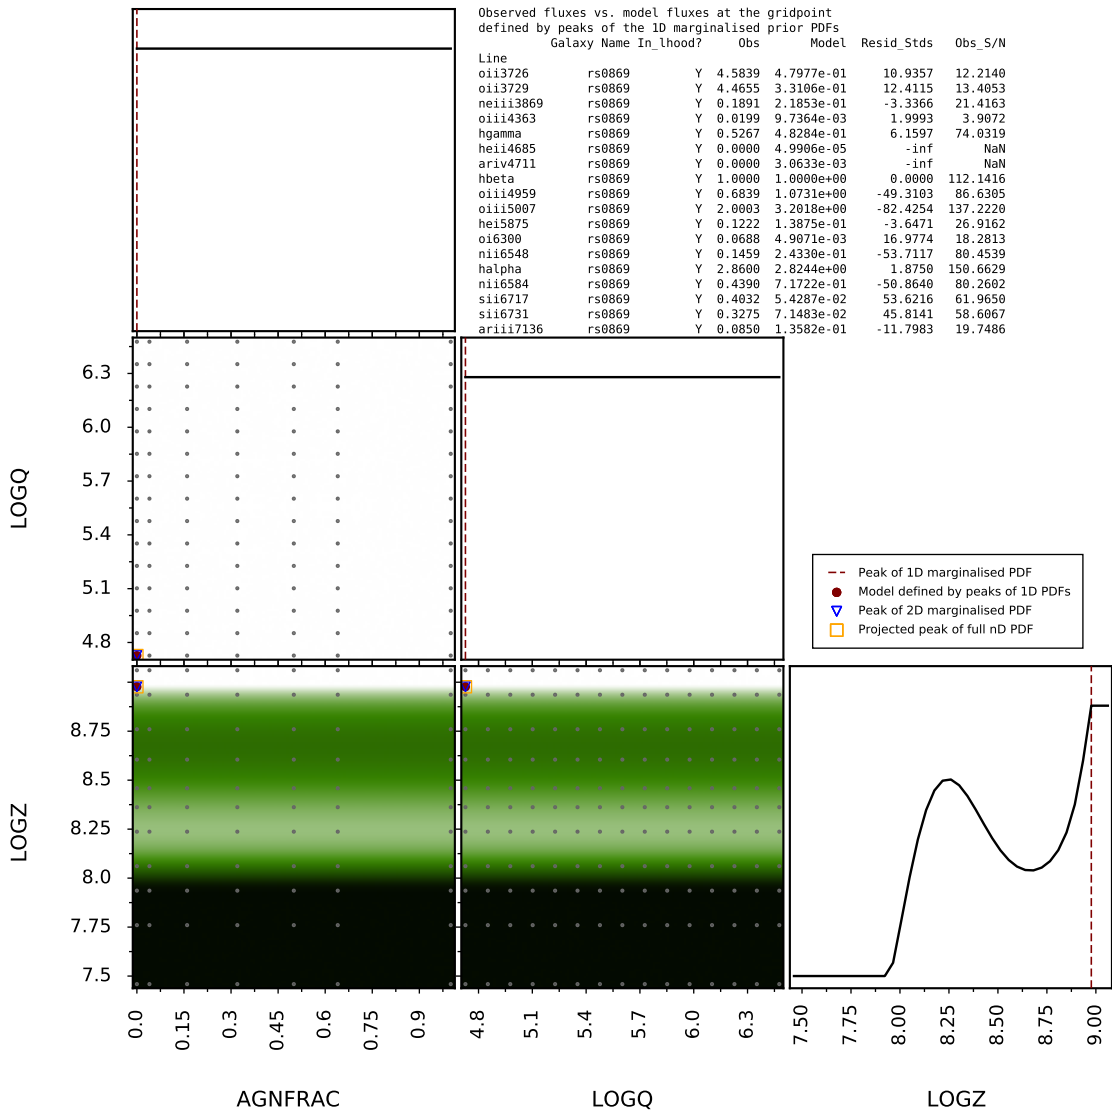 Observed fluxes vs. model fluxes at the gridpoint
defined by peaks of the 1D marginalised prior PDFs
Galaxy Name In_lhood? Obs Model Resid_Stds Obs_S/N
Line
oii3726 rs0869 Y 4.5839 4.7977e-01 10.9357 12.2140
oii3729 rs0869 Y 4.4655 3.3106e-01 12.4115 13.4053
neiii3869 rs0869 Y 0.1891 2.1853e-01 -3.3366 21.4163
oiii4363 rs0869 Y 0.0199 9.7364e-03 1.9993 3.9072
hgamma rs0869 Y 0.5267 4.8284e-01 6.1597 74.0319
heii4685 rs0869 Y 0.0000 4.9906e-05 -inf NaN
ariv4711 rs0869 Y 0.0000 3.0633e-03 -inf NaN
hbeta rs0869 Y 1.0000 1.0000e+00 0.0000 112.1416
oiii4959 rs0869 Y 0.6839 1.0731e+00 -49.3103 86.6305
oiii5007 rs0869 Y 2.0003 3.2018e+00 -82.4254 137.2220
hei5875 rs0869 Y 0.1222 1.3875e-01 -3.6471 26.9162
oi6300 rs0869 Y 0.0688 4.9071e-03 16.9774 18.2813
nii6548 rs0869 Y 0.1459 2.4330e-01 -53.7117 80.4539
halpha rs0869 Y 2.8600 2.8244e+00 1.8750 150.6629
nii6584 rs0869 Y 0.4390 7.1722e-01 -50.8640 80.2602
sii6717 rs0869 Y 0.4032 5.4287e-02 53.6216 61.9650
sii6731 rs0869 Y 0.3275 7.1483e-02 45.8141 58.6067
ariii7136 rs0869 Y 0.0850 1.3582e-01 -11.7983 19.7486
LOGQ
6.3
6.0
5.7
5.4
5.1
4.8
Peak of 1D marginalised PDF
Model defined by peaks of 1D PDFs
Peak of 2D marginalised PDF
Projected peak of full nD PDF
LOGZ
8.75
8.5
8.25
8.0
7.75
7.5
0.0 0.15 0.3 0.45 0.6 0.75 0.9
4.8 5.1 5.4 5.7 6.0 6.3
7.50 7.75 8.00 8.25 8.50 8.75 9.00
AGNFRAC LOGQ LOGZ